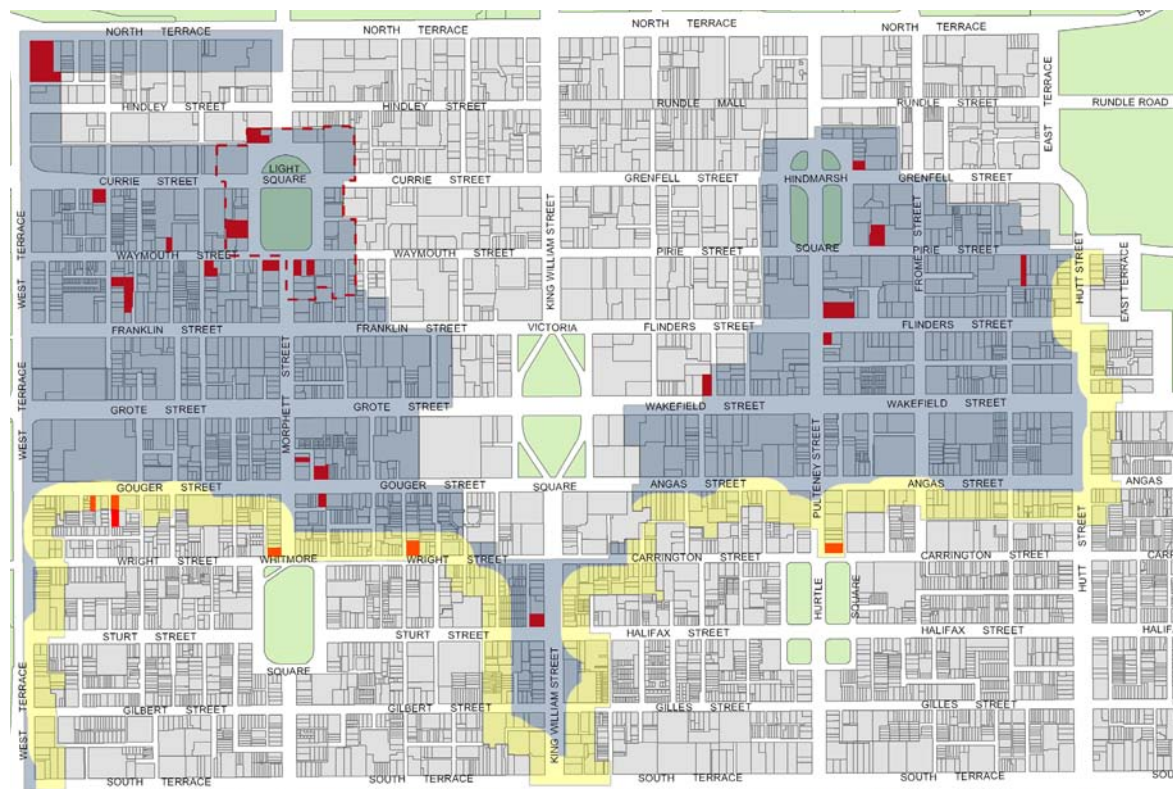 NORTH TERRACE
NORTH TERRACE
NORTH TERRACE
HINDLEY STREET
HINDLEY STREET
RUNDLE MALL
RUNDLE STREET
EAST TERRACE
RUNDLE ROAD
LIGHT
SQUARE
CURRIE STREET
CURRIE STREET
GRENFELL STREET
HINDMARSH
GRENFELL STREET
SQUARE
WEST TERRACE
WAYMOUTH STREET
WAYMOUTH STREET
KING WILLIAM STREET
PIRIE STREET
FROME STREET
PIRIE STREET
HUTT STREET
EAST TERRACE
WEST
FRANKLIN STREET
FRANKLIN STREET
VICTORIA
FLINDERS STREET
FLINDERS STREET
TERRACE
MORPHETT STREET
GROTE STREET
GROTE STREET
WAKEFIELD STREET
WAKEFIELD STREET
WEST
GOUGER STREET
GOUGER STREET
SQUARE
ANGAS STREET
PULTENEY STREET
ANGAS STREET
ANGAS
WRIGHT STREET
WHITMORE
WRIGHT STREET
CARRINGTON STREET
CARRINGTON STREET
HUTT STREET
CARR
STURT STREET
SQUARE
STURT STREET
HALIFAX STREET
HURTLE
SQUARE
HALIFAX STREET
HALIFA
WEST TERRACE
GILBERT STREET
GILBERT STREET
KING WILLIAM STREET
GILLES STREET
GILLES STREET
SOUTH TERRACE
SOUTH TERRACE
SOUTH TERRACE
SOUTH TERRACE
SOU